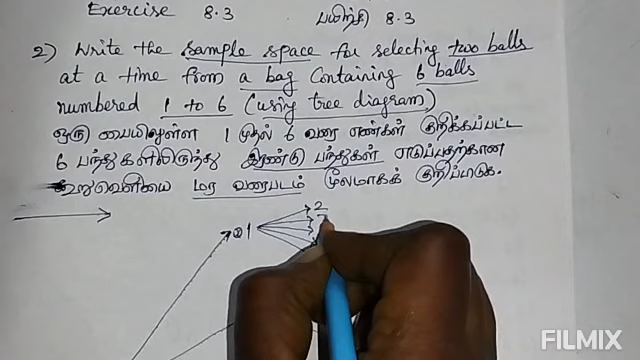 Exercise 8.3 பயிற்சி 8.3
2) Write the sample space for selecting two balls
at a time from a bag containing 6 balls
numbered 1 to 6 (using tree diagram)
ஒரு பையிலுள்ள 1 முதல் 6 வரை எண்கள் குறிக்கப்பட்ட
6 பந்துகளிலிருந்து இரண்டு பந்துகள் எடுப்பதற்கான
கூறுவெளியை மர வரைபடம் மூலமாகக் குறிப்பிடுக.
1
2
FILMIX